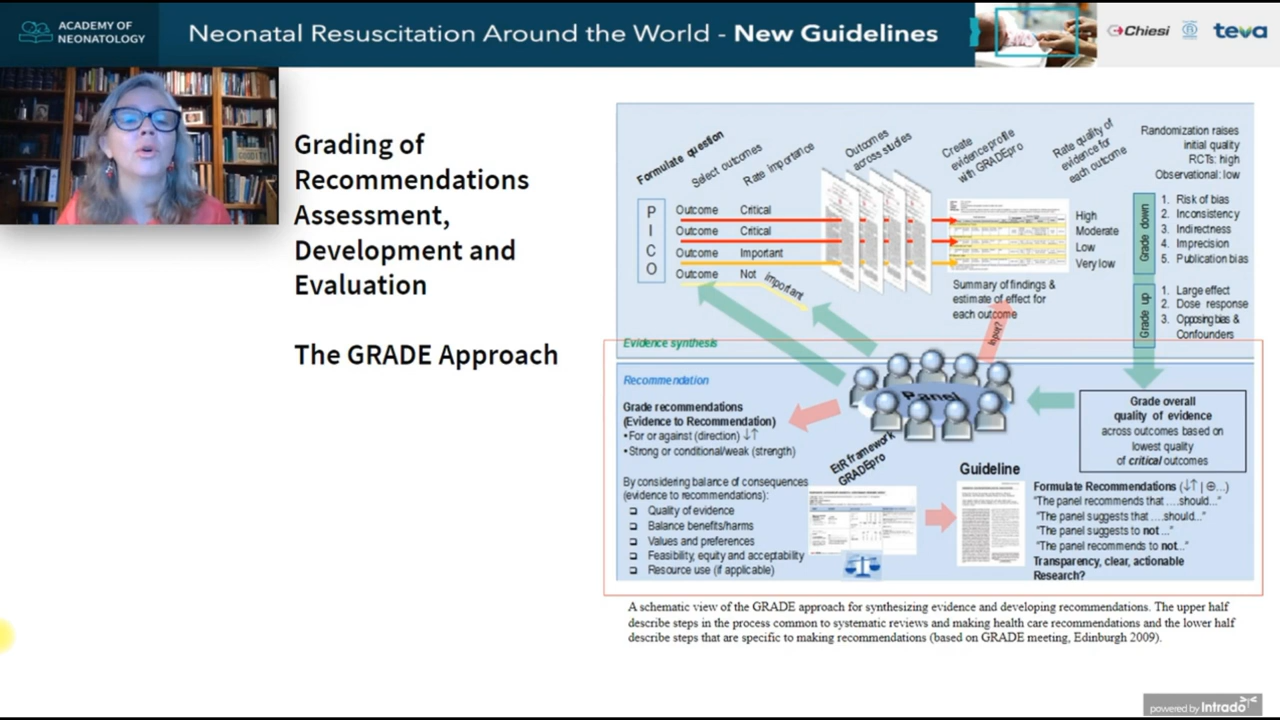 ACADEMY OF
NEONATOLOGY
Neonatal Resuscitation Around the World - New Guidelines
Chiesi
teva
Grading of
Recommendations
Assessment,
Development and
Evaluation
The GRADE Approach
Formulate question
Select outcomes
Rate importance
Outcomes
across studies
Create
evidence profile
with GRADEpro
Rate quality of
evidence for
each outcome
Randomization raises
initial quality
RCTs: high
Observational: low
P
I
C
O
Outcome Critical
Outcome Critical
Outcome Important
Outcome Not important
High
Moderate
Low
Very low
Summary of findings &
estimate of effect for
each outcome
Grade down
1. Risk of bias
2. Inconsistency
3. Indirectness
4. Imprecision
5. Publication bias
Grade up
1. Large effect
2. Dose response
3. Opposing bias &
Confounders
Evidence synthesis
Recommendation
Panel
Grade recommendations
(Evidence to Recommendation)
•For or against (direction) ↓↑
•Strong or conditional/weak (strength)
By considering balance of consequences
(evidence to recommendations):
❑ Quality of evidence
❑ Balance benefits/harms
❑ Values and preferences
❑ Feasibility, equity and acceptability
❑ Resource use (if applicable)
EtR framework
GRADEpro
Guideline
Grade overall
quality of evidence
across outcomes based on
lowest quality
of critical outcomes
Formulate Recommendations (↓↑ | ⊖...)
"The panel recommends that ....should..."
"The panel suggests that ....should..."
"The panel suggests to not ..."
"The panel recommends to not..."
Transparency, clear, actionable
Research?
A schematic view of the GRADE approach for synthesizing evidence and developing recommendations. The upper half
describe steps in the process common to systematic reviews and making health care recommendations and the lower half
describe steps that are specific to making recommendations (based on GRADE meeting, Edinburgh 2009).
powered by Intrado